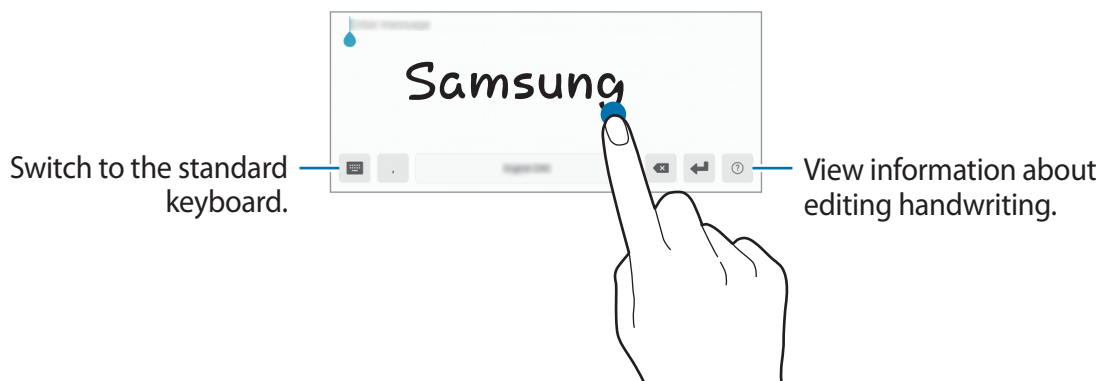 Samsung
Switch to the standard
keyboard.
,
View information about
editing handwriting.